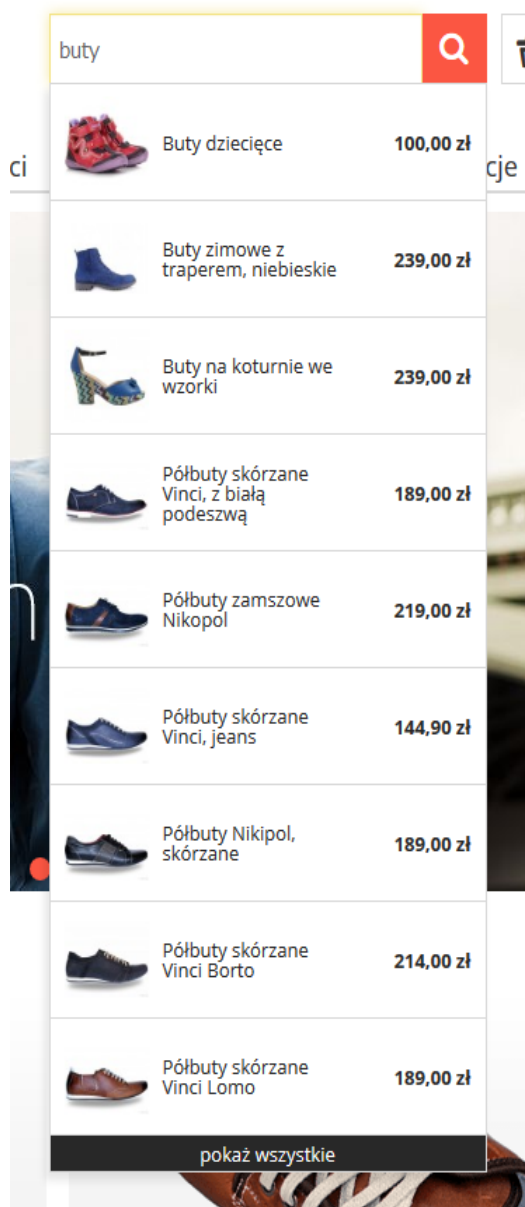 buty
Buty dziecięce
100,00 zł
ci
cje
Buty zimowe z
traperem, niebieskie
239,00 zł
Buty na koturnie we
wzorki
239,00 zł
Półbuty skórzane
Vinci, z białą
podeszwą
189,00 zł
Półbuty zamszowe
Nikopol
219,00 zł
Półbuty skórzane
Vinci, jeans
144,90 zł
Półbuty Nikipol,
skórzane
189,00 zł
Półbuty skórzane
Vinci Borto
214,00 zł
Półbuty skórzane
Vinci Lomo
189,00 zł
pokaż wszystkie